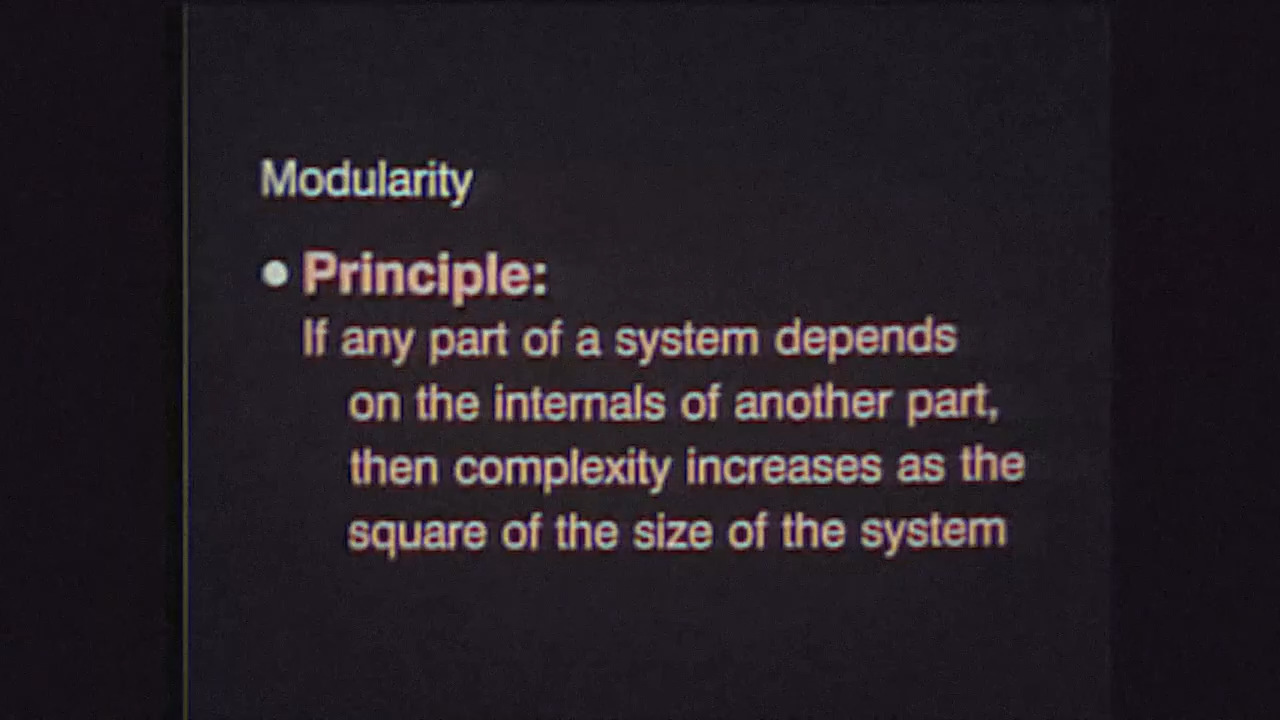 Modularity
● Principle:
If any part of a system depends
on the internals of another part,
then complexity increases as the
square of the size of the system